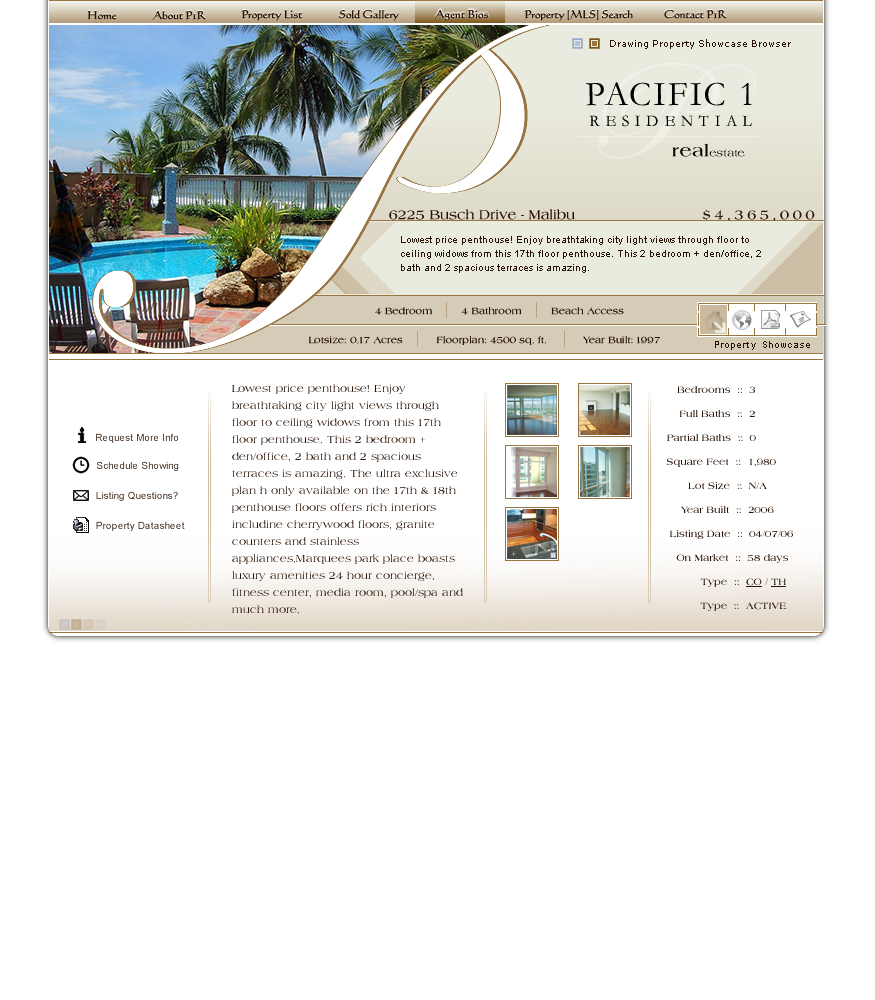 Home About P1R Property List Sold Gallery Agent Bios Property [MLS] Search Contact P1R
Drawing Property Showcase Browser
PACIFIC 1
RESIDENTIAL
realestate
6225 Busch Drive - Malibu $4,365,000
Lowest price penthouse! Enjoy breathtaking city light views through floor to
ceiling widows from this 17th floor penthouse. This 2 bedroom + den/office, 2
bath and 2 spacious terraces is amazing.
4 Bedroom 4 Bathroom Beach Access
Lotsize: 0.17 Acres Floorplan: 4500 sq. ft. Year Built: 1997
Property Showcase
Request More Info
Schedule Showing
Listing Questions?
Property Datasheet
Lowest price penthouse! Enjoy
breathtaking city light views through
floor to ceiling widows from this 17th
floor penthouse. This 2 bedroom +
den/office, 2 bath and 2 spacious
terraces is amazing. The ultra exclusive
plan h only available on the 17th & 18th
penthouse floors offers rich interiors
includine cherrywood floors, granite
counters and stainless
appliances.Marquees park place boasts
luxury amenities 24 hour concierge,
fitness center, media room, pool/spa and
much more.
Bedrooms :: 3
Full Baths :: 2
Partial Baths :: 0
Square Feet :: 1,980
Lot Size :: N/A
Year Built :: 2006
Listing Date :: 04/07/06
On Market :: 58 days
Type :: CO / TH
Type :: ACTIVE